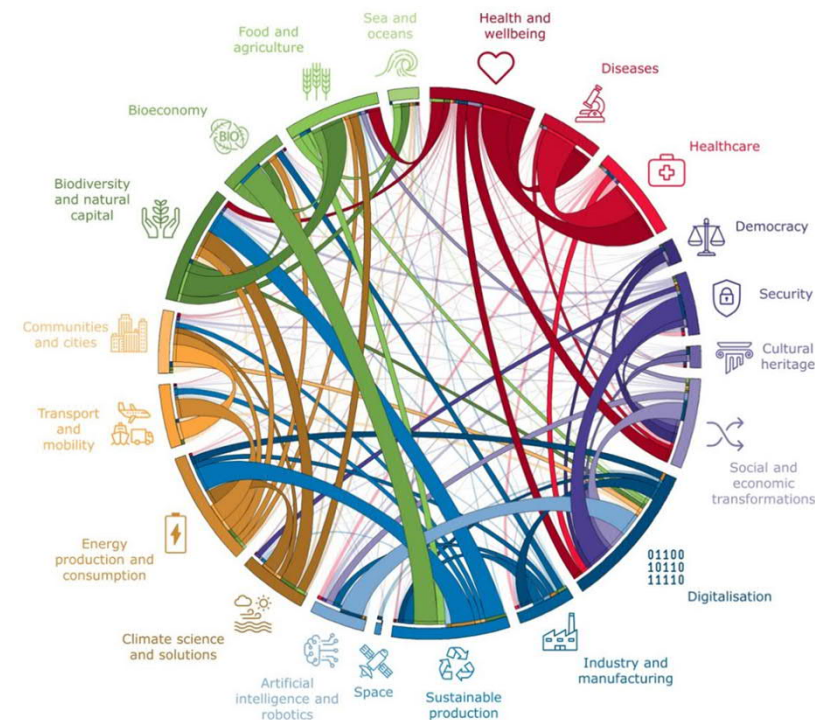 Sea and
oceans
Health and
wellbeing
Diseases
Healthcare
Democracy
Security
Cultural
heritage
Social and
economic
transformations
01100
10110
11110
Digitalisation
Industry and
manufacturing
Sustainable
production
Space
Artificial
intelligence and
robotics
Climate science
and solutions
Energy
production and
consumption
Transport
and
mobility
Communities
and cities
Biodiversity
and natural
capital
Bioeconomy
BIO
Food and
agriculture